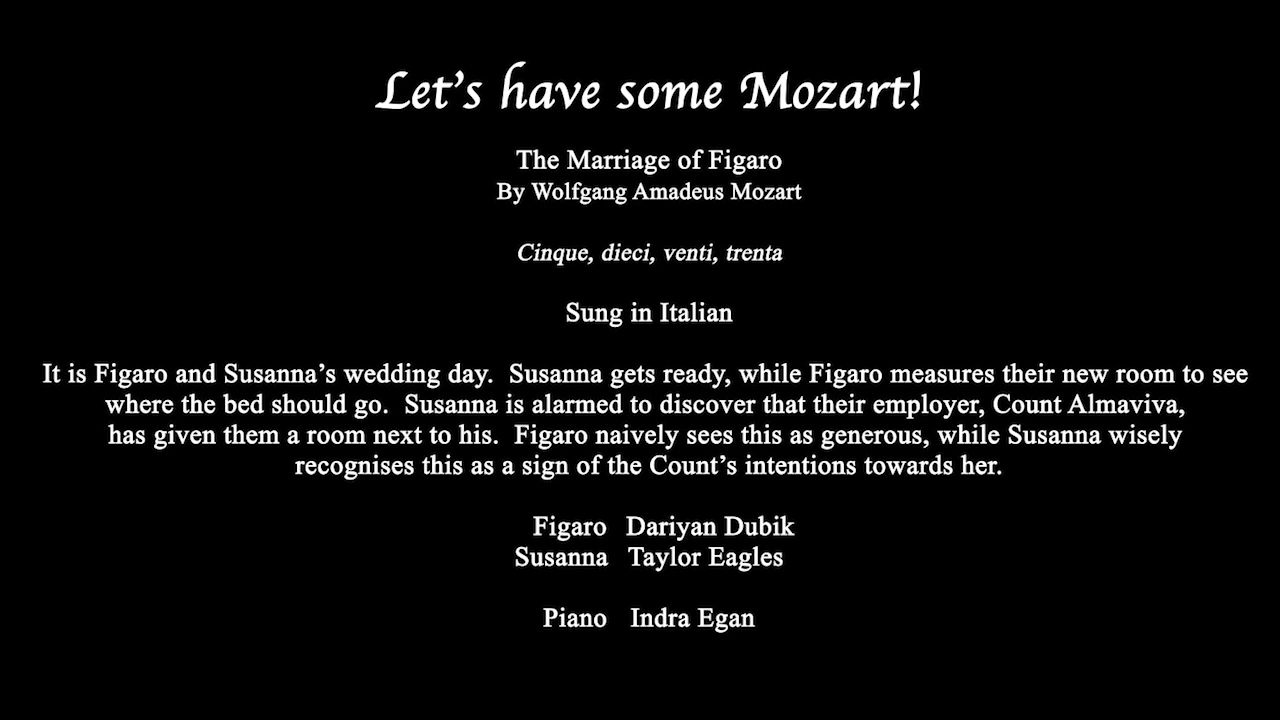 Let's have some Mozart!
The Marriage of Figaro
By Wolfgang Amadeus Mozart
Cinque, dieci, venti, trenta
Sung in Italian
It is Figaro and Susanna's wedding day.  Susanna gets ready, while Figaro measures their new room to see
where the bed should go.  Susanna is alarmed to discover that their employer, Count Almaviva,
has given them a room next to his.  Figaro naively sees this as generous, while Susanna wisely
recognises this as a sign of the Count's intentions towards her.
Figaro   Dariyan Dubik
Susanna   Taylor Eagles
Piano   Indra Egan